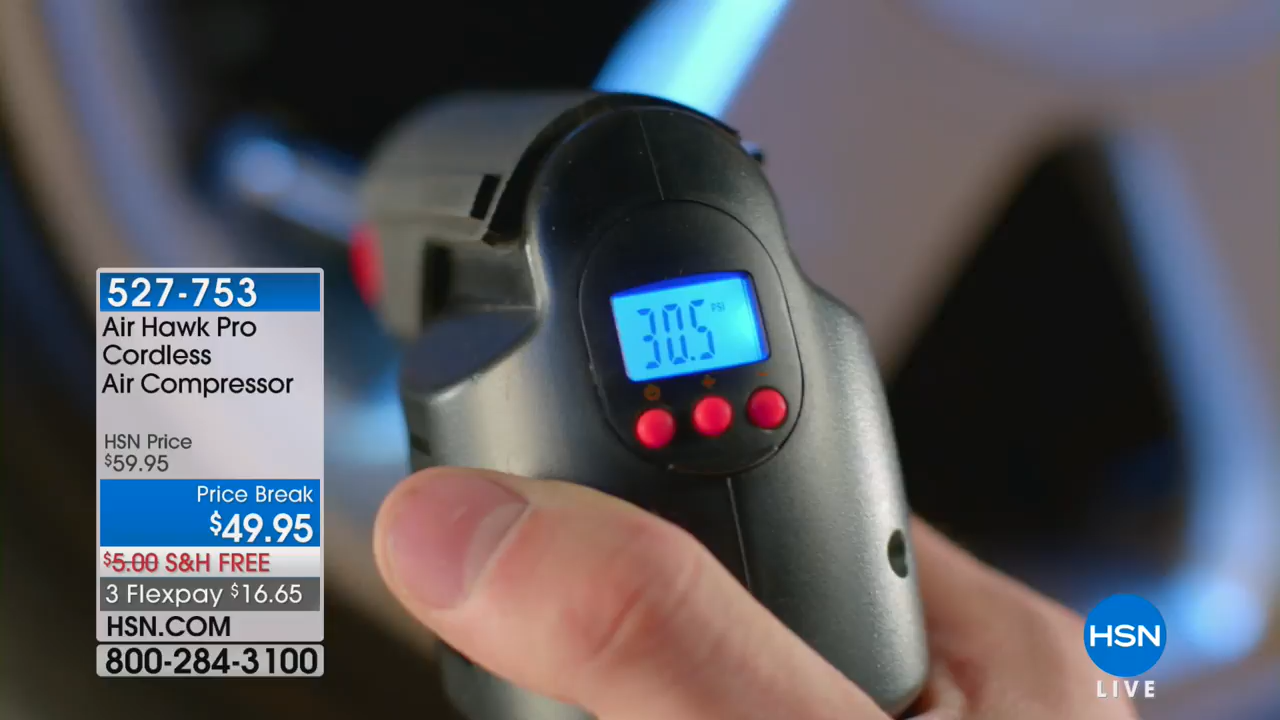 527-753
Air Hawk Pro
Cordless
Air Compressor
HSN Price
$59.95
Price Break
$49.95
$5.00 S&H FREE
3 Flexpay $16.65
HSN.COM
800-284-3100
30.5 PSI
HSN
LIVE